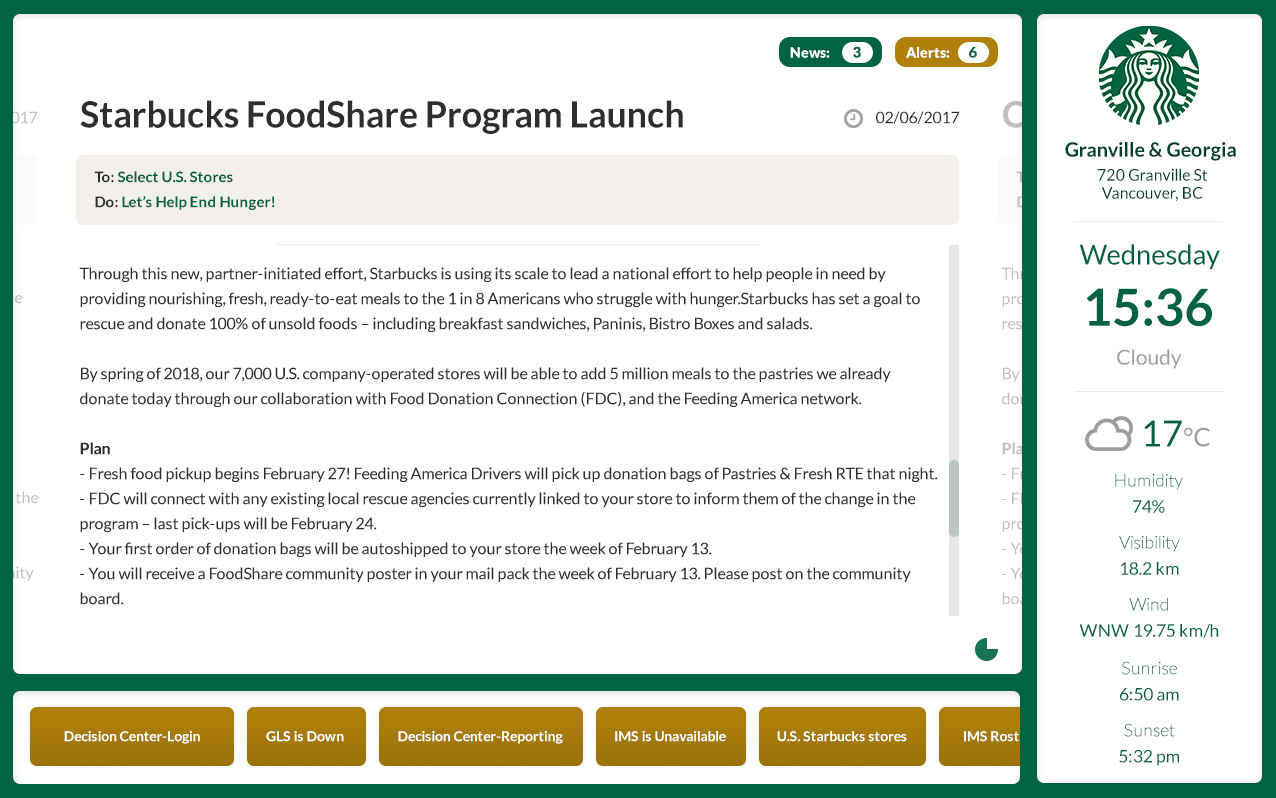 News: 3
Alerts: 6
017
Starbucks FoodShare Program Launch
02/06/2017
To: Select U.S. Stores
Do: Let's Help End Hunger!
Through this new, partner-initiated effort, Starbucks is using its scale to lead a national effort to help people in need by
providing nourishing, fresh, ready-to-eat meals to the 1 in 8 Americans who struggle with hunger.Starbucks has set a goal to
rescue and donate 100% of unsold foods – including breakfast sandwiches, Paninis, Bistro Boxes and salads.
By spring of 2018, our 7,000 U.S. company-operated stores will be able to add 5 million meals to the pastries we already
donate today through our collaboration with Food Donation Connection (FDC), and the Feeding America network.
Plan
- Fresh food pickup begins February 27! Feeding America Drivers will pick up donation bags of Pastries & Fresh RTE that night.
- FDC will connect with any existing local rescue agencies currently linked to your store to inform them of the change in the
the
program – last pick-ups will be February 24.
- Your first order of donation bags will be autoshipped to your store the week of February 13.
- You will receive a FoodShare community poster in your mail pack the week of February 13. Please post on the community
board.
Decision Center-Login
GLS is Down
Decision Center-Reporting
IMS is Unavailable
U.S. Starbucks stores
IMS Rost
Granville & Georgia
720 Granville St
Vancouver, BC
Wednesday
15:36
Cloudy
17°C
Humidity
74%
Visibility
18.2 km
Wind
WNW 19.75 km/h
Sunrise
6:50 am
Sunset
5:32 pm